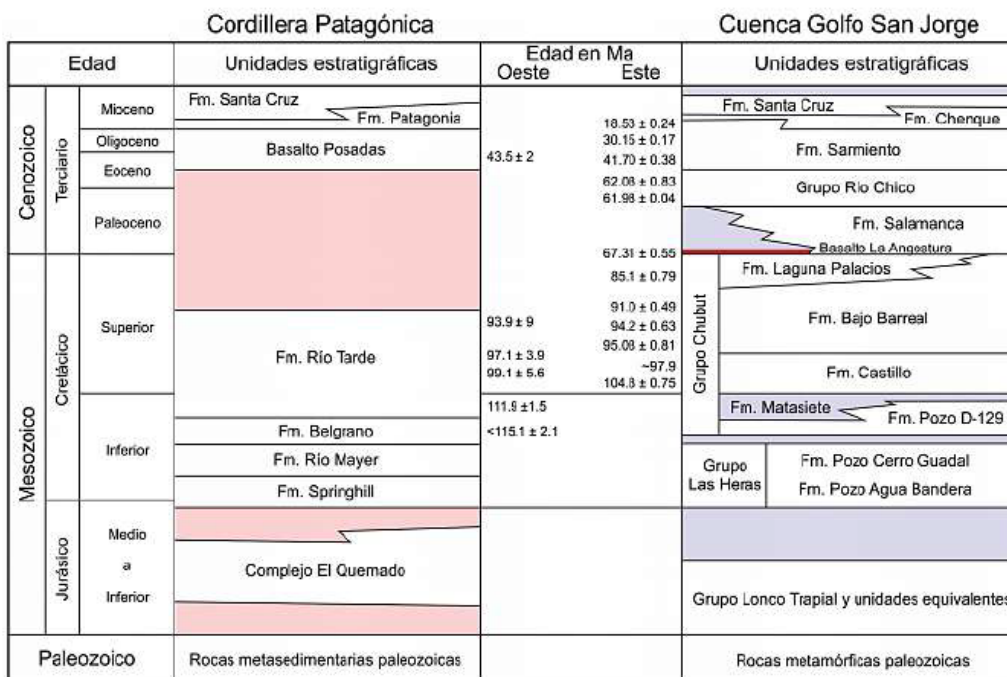 Cordillera Patagónica
Cuenca Golfo San Jorge
Edad
Unidades estratigráficas
Edad en Ma
Oeste
Este
Unidades estratigráficas
Cenozoico
Terciario
Mioceno
Oligoceno
Eoceno
Paleoceno
Mesozoico
Cretácico
Superior
Inferior
Jurásico
Medio
a
Inferior
Paleozoico
Fm. Santa Cruz
Fm. Patagonia
Basalto Posadas
Fm. Río Tarde
Fm. Belgrano
Fm. Río Mayer
Fm. Springhill
Complejo El Quemado
Rocas metasedimentarias paleozoicas
43.5 ± 2
93.9 ± 9
97.1 ± 3.9
99.1 ± 5.6
111.9 ±1.5
<115.1 ± 2.1
18.53 ± 0.24
30.15 ± 0.17
41.70 ± 0.38
62.08 ± 0.83
61.98 ± 0.04
67.31 ± 0.55
85.1 ± 0.79
91.0 ± 0.49
94.2 ± 0.63
95.08 ± 0.81
~97.9
104.8 ± 0.75
Fm. Santa Cruz
Fm. Chenque
Fm. Sarmiento
Grupo Río Chico
Fm. Salamanca
Basalto La Angostura
Grupo Chubut
Fm. Laguna Palacios
Fm. Bajo Barreal
Fm. Castillo
Fm. Matasiete
Fm. Pozo D-129
Grupo
Las Heras
Fm. Pozo Cerro Guadal
Fm. Pozo Agua Bandera
Grupo Lonco Trapial y unidades equivalentes
Rocas metamórficas paleozoicas